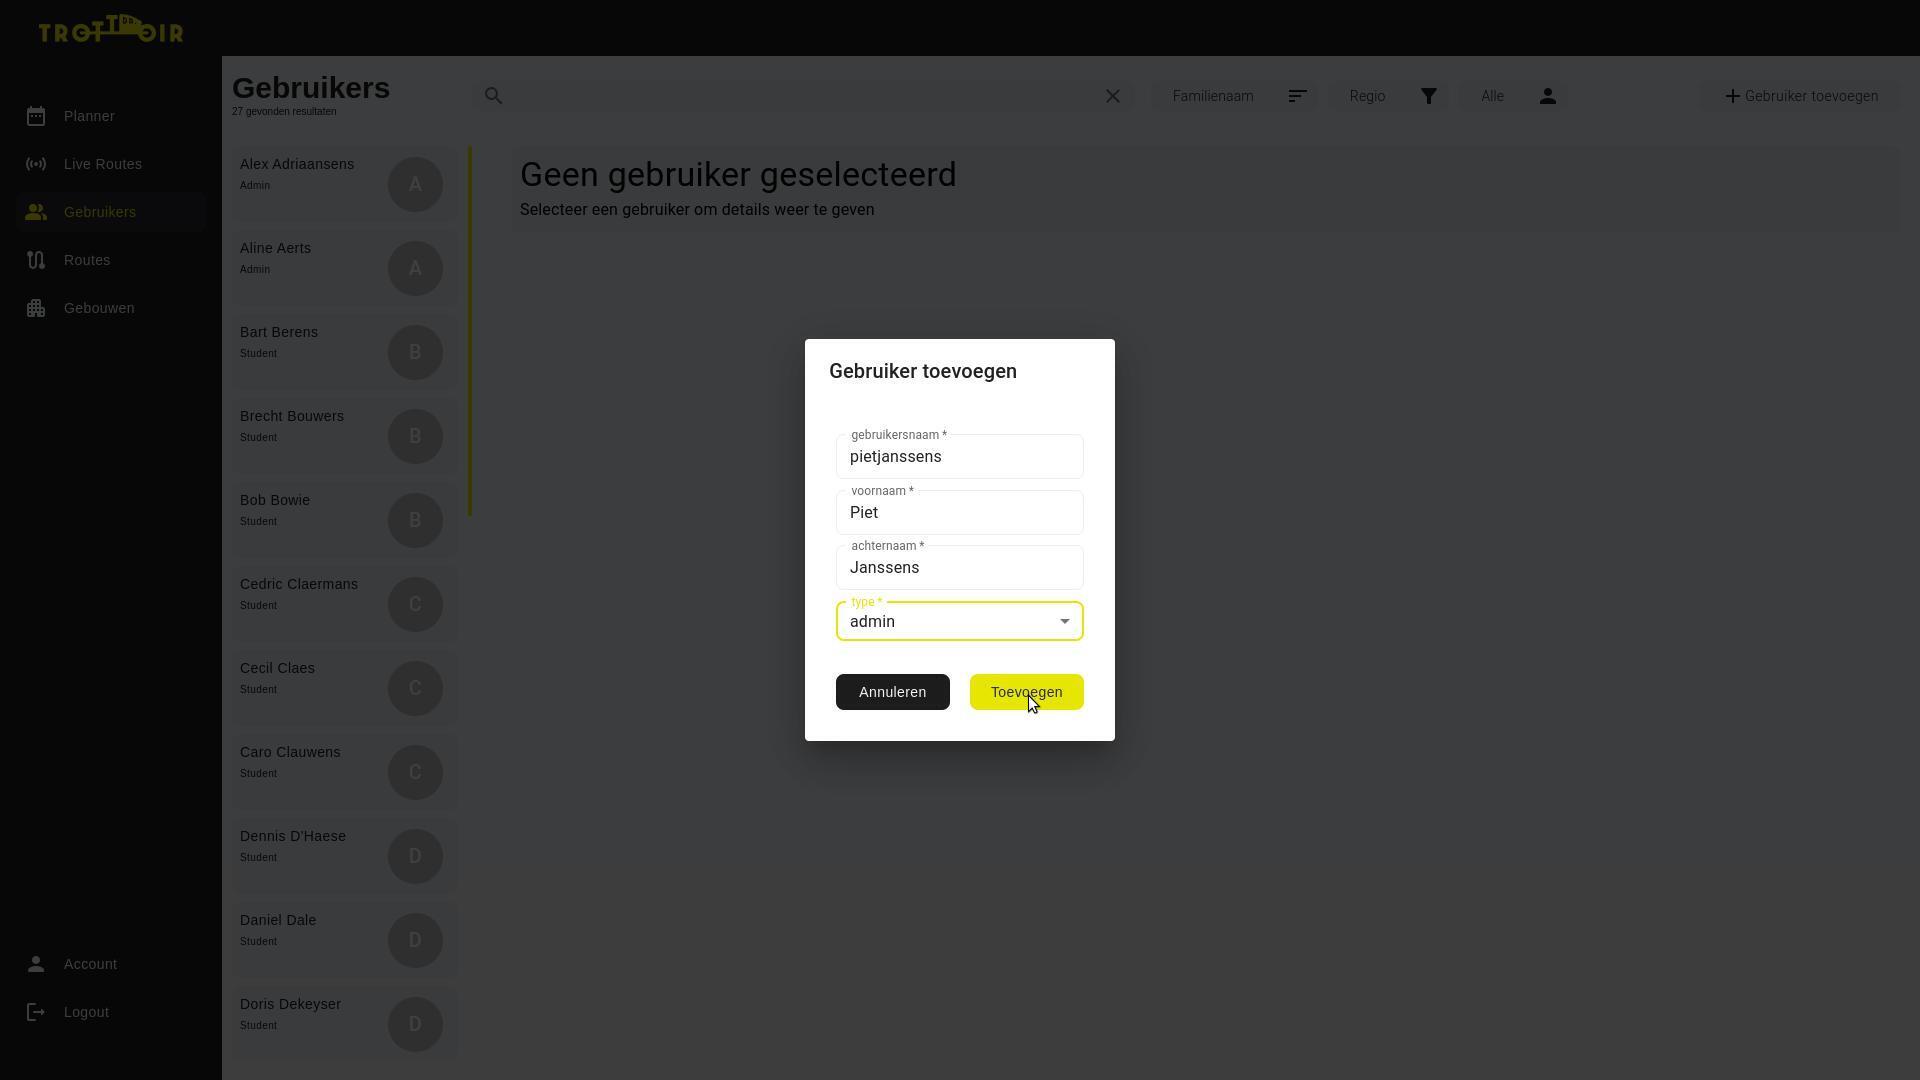 TROTTOIR
Planner
Live Routes
Gebruikers
Routes
Gebouwen
Account
Logout
Gebruikers
27 gevonden resultaten
Familienaam
Regio
Alle
Gebruiker toevoegen
Alex Adriaansens
Admin
A
Aline Aerts
Admin
A
Bart Berens
Student
B
Brecht Bouwers
Student
B
Bob Bowie
Student
B
Cedric Claermans
Student
C
Cecil Claes
Student
C
Caro Clauwens
Student
C
Dennis D'Haese
Student
D
Daniel Dale
Student
D
Doris Dekeyser
Student
D
Geen gebruiker geselecteerd
Selecteer een gebruiker om details weer te geven
Gebruiker toevoegen
gebruikersnaam *
pietjanssens
voornaam *
Piet
achternaam *
Janssens
type *
admin
Annuleren
Toevoegen